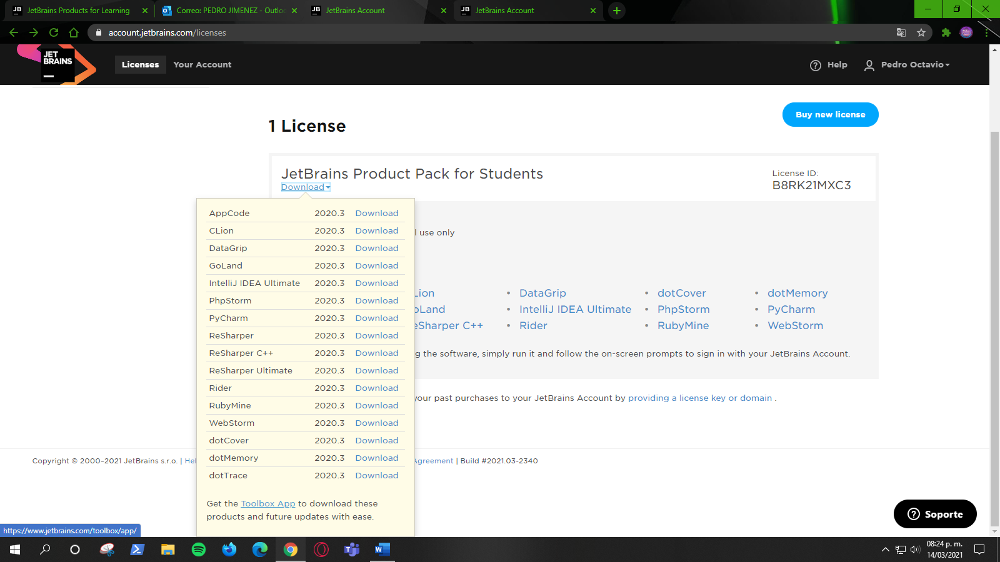 JB JetBrains Products for Learning
Correo: PEDRO JIMENEZ - Outloo
JB JetBrains Account
JB JetBrains Account
account.jetbrains.com/licenses
JET
BRAINS
Licenses
Your Account
Help
Pedro Octavio
1 License
Buy new license
JetBrains Product Pack for Students
Download
License ID:
B8RK21MXC3
AppCode 2020.3 Download
CLion 2020.3 Download
DataGrip 2020.3 Download
GoLand 2020.3 Download
IntelliJ IDEA Ultimate 2020.3 Download
PhpStorm 2020.3 Download
PyCharm 2020.3 Download
ReSharper 2020.3 Download
ReSharper C++ 2020.3 Download
ReSharper Ultimate 2020.3 Download
Rider 2020.3 Download
RubyMine 2020.3 Download
WebStorm 2020.3 Download
dotCover 2020.3 Download
dotMemory 2020.3 Download
dotTrace 2020.3 Download
Get the Toolbox App to download these
products and future updates with ease.
l use only
Lion • DataGrip • dotCover • dotMemory
oLand • IntelliJ IDEA Ultimate • PhpStorm • PyCharm
eSharper C++ • Rider • RubyMine • WebStorm
g the software, simply run it and follow the on-screen prompts to sign in with your JetBrains Account.
your past purchases to your JetBrains Account by providing a license key or domain .
Copyright © 2000–2021 JetBrains s.r.o. | Hel
Agreement | Build #2021.03-2340
Soporte
https://www.jetbrains.com/toolbox/app/
08:24 p. m.
14/03/2021